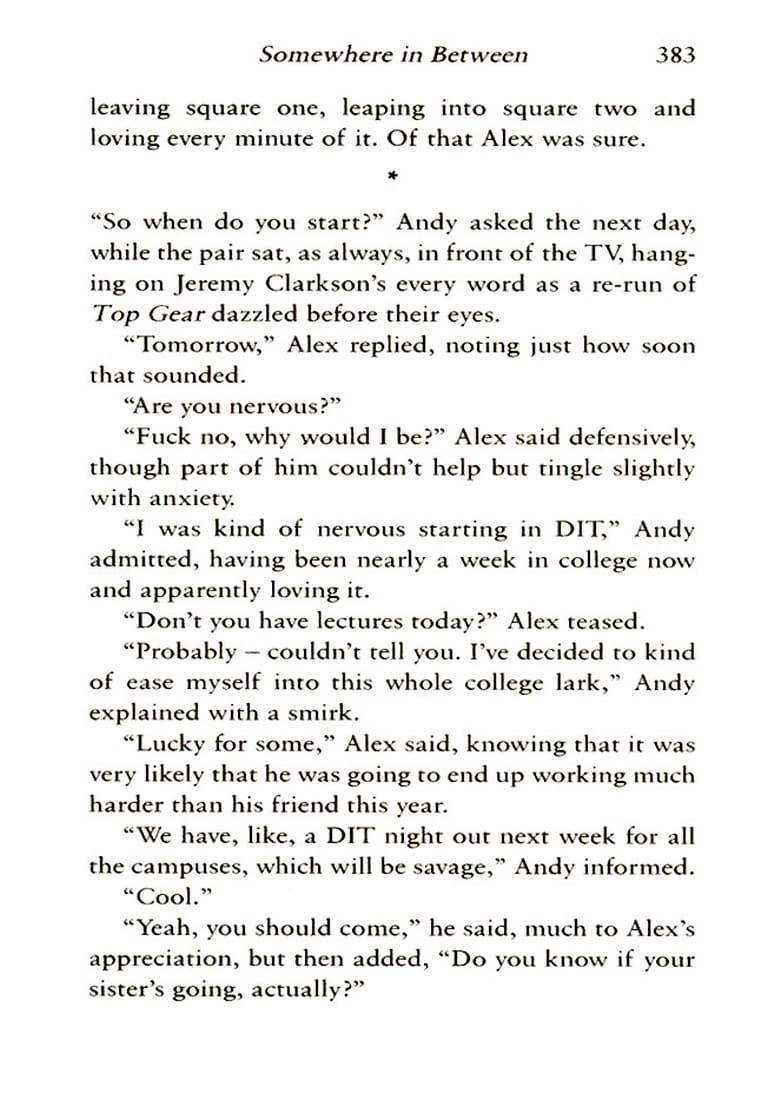 Somewhere in Between 383
leaving square one, leaping into square two and
loving every minute of it. Of that Alex was sure.
*
“So when do you start?” Andy asked the next day,
while the pair sat, as always, in front of the TV, hang-
ing on Jeremy Clarkson’s every word as a re-run of
Top Gear dazzled before their eyes.
“Tomorrow,” Alex replied, noting just how soon
that sounded.
“Are you nervous?”
“Fuck no, why would I be?” Alex said defensively,
though part of him couldn’t help but tingle slightly
with anxiety.
“I was kind of nervous starting in DIT,” Andy
admitted, having been nearly a week in college now
and apparently loving it.
“Don’t you have lectures today?” Alex teased.
“Probably – couldn’t tell you. I’ve decided to kind
of ease myself into this whole college lark,” Andy
explained with a smirk.
“Lucky for some,” Alex said, knowing that it was
very likely that he was going to end up working much
harder than his friend this year.
“We have, like, a DIT night out next week for all
the campuses, which will be savage,” Andy informed.
“Cool.”
“Yeah, you should come,” he said, much to Alex’s
appreciation, but then added, “Do you know if your
sister’s going, actually?”